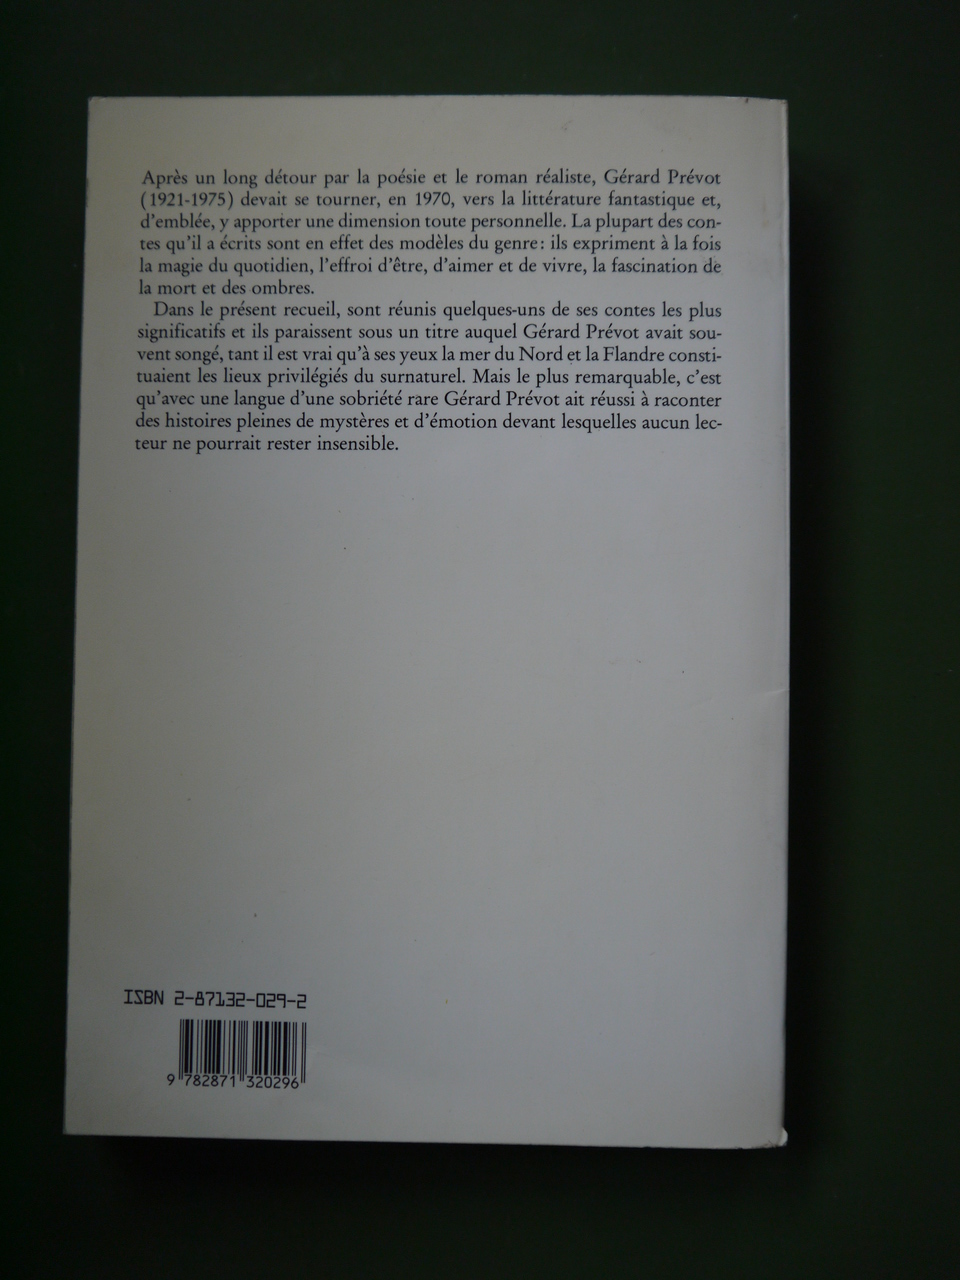 Après un long détour par la poésie et le roman réaliste, Gérard Prévot
(1921-1975) devait se tourner, en 1970, vers la littérature fantastique et,
d'emblée, y apporter une dimension toute personnelle. La plupart des con-
tes qu'il a écrits sont en effet des modèles du genre: ils expriment à la fois
la magie du quotidien, l'effroi d'être, d'aimer et de vivre, la fascination de
la mort et des ombres.
Dans le présent recueil, sont réunis quelques-uns de ses contes les plus
significatifs et ils paraissent sous un titre auquel Gérard Prévot avait sou-
vent songé, tant il est vrai qu'à ses yeux la mer du Nord et la Flandre consti-
tuaient les lieux privilégiés du surnaturel. Mais le plus remarquable, c'est
qu'avec une langue d'une sobriété rare Gérard Prévot ait réussi à raconter
des histoires pleines de mystères et d'émotion devant lesquelles aucun lec-
teur ne pourrait rester insensible.
ISBN 2-87132-029-2
9 782871 320296